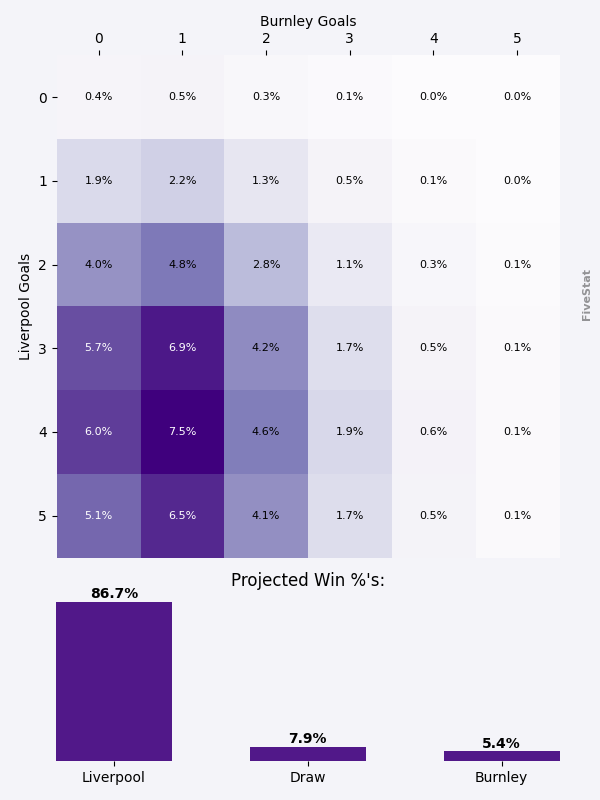 Burnley Goals
0 1 2 3 4 5
0 0.4% 0.5% 0.3% 0.1% 0.0% 0.0%
1 1.9% 2.2% 1.3% 0.5% 0.1% 0.0%
2 4.0% 4.8% 2.8% 1.1% 0.3% 0.1%
3 5.7% 6.9% 4.2% 1.7% 0.5% 0.1%
4 6.0% 7.5% 4.6% 1.9% 0.6% 0.1%
5 5.1% 6.5% 4.1% 1.7% 0.5% 0.1%
Liverpool Goals
FiveStat
Projected Win %'s:
86.7% 7.9% 5.4%
Liverpool Draw Burnley